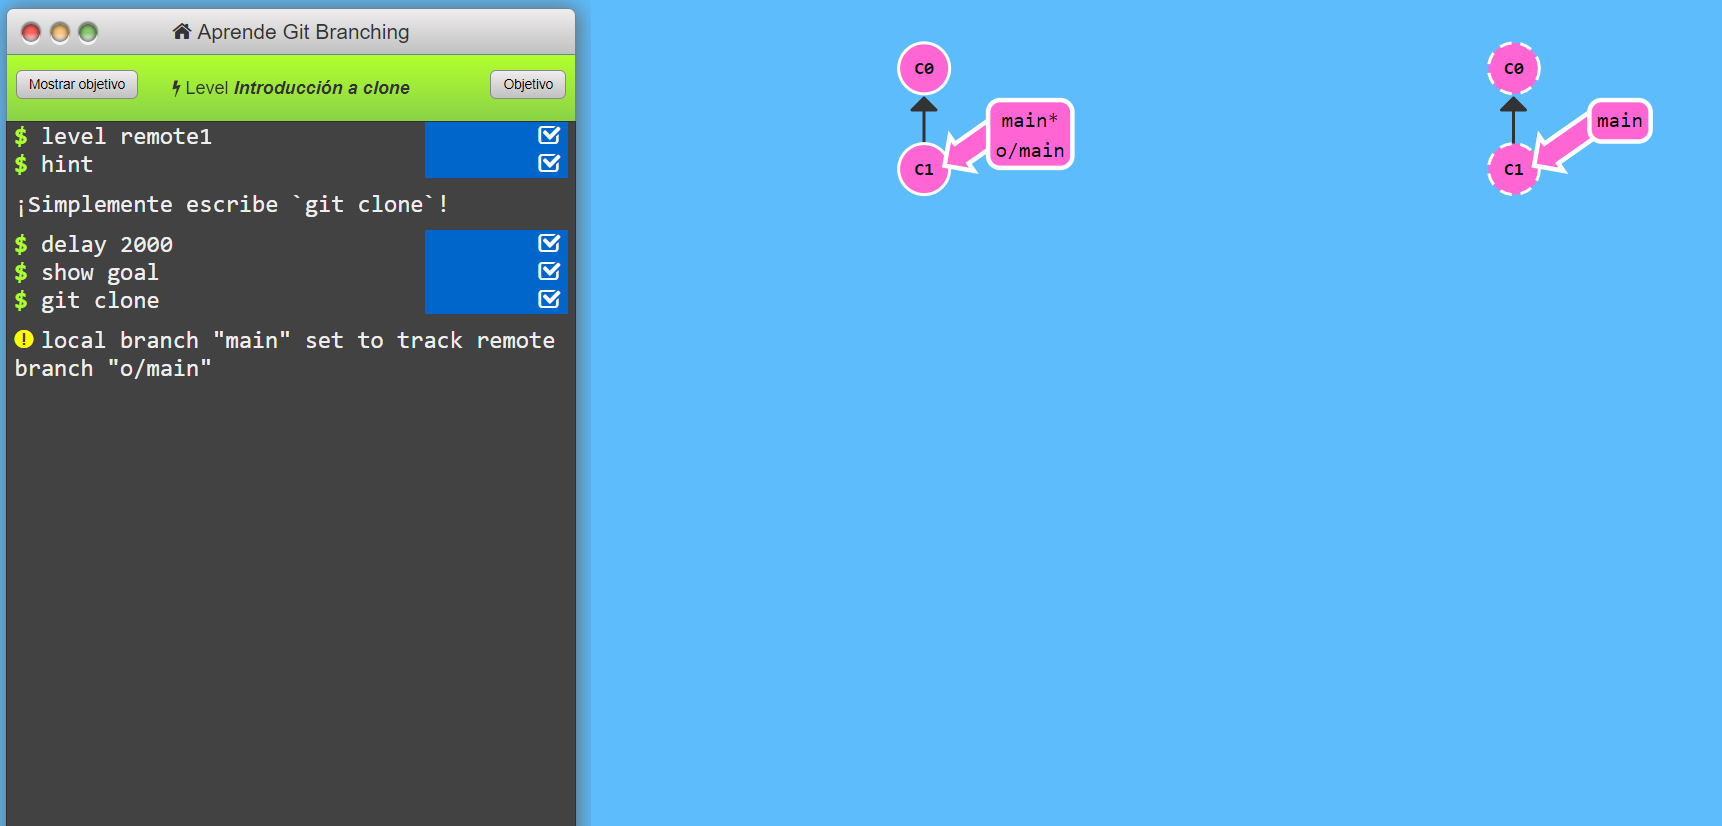 Aprende Git Branching
Mostrar objetivo
Level Introducción a clone
Objetivo
$ level remote1
$ hint
¡Simplemente escribe `git clone`!
$ delay 2000
$ show goal
$ git clone
local branch "main" set to track remote
branch "o/main"
C0
main*
o/main
C1
C0
main
C1